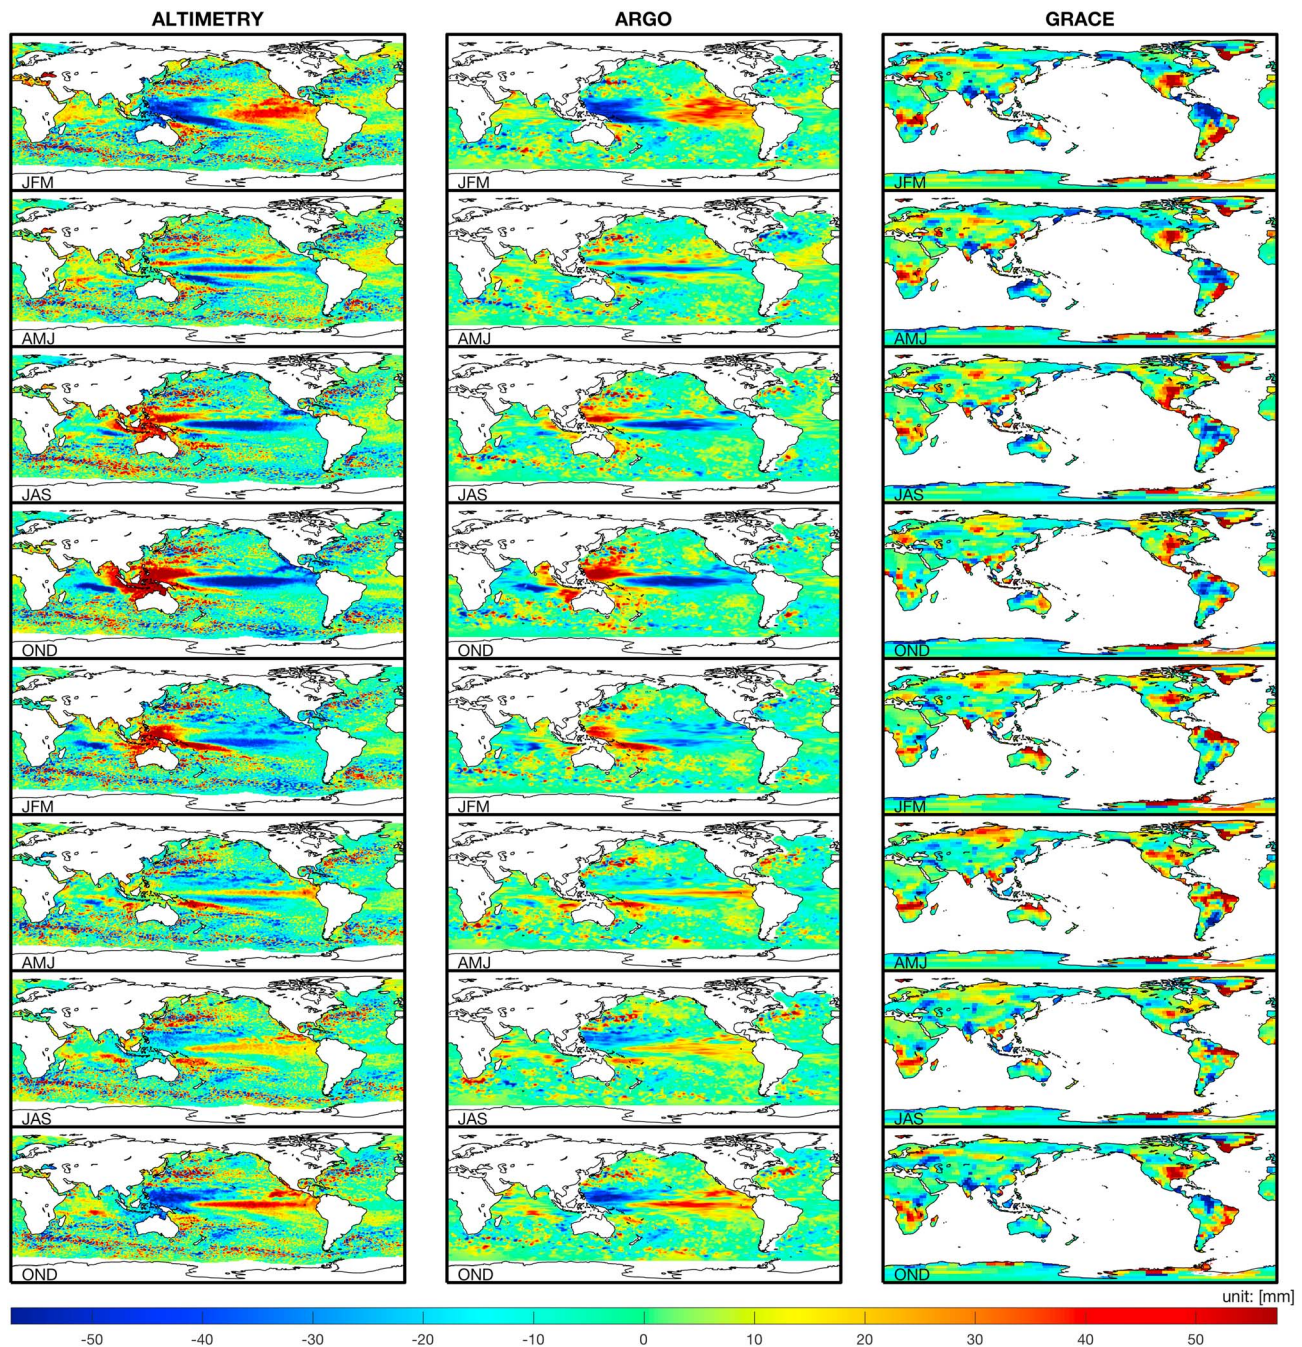 ALTIMETRY ARGO GRACE
JFM JFM JFM
AMJ AMJ AMJ
JAS JAS JAS
OND OND OND
JFM JFM JFM
AMJ AMJ AMJ
JAS JAS JAS
OND OND OND
unit: [mm]
-50 -40 -30 -20 -10 0 10 20 30 40 50